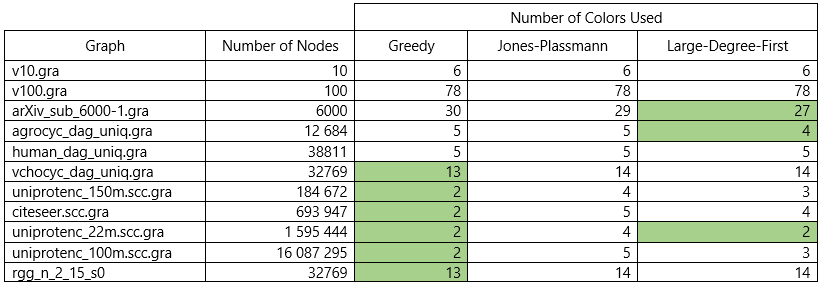 Number of Colors Used
Graph Number of Nodes Greedy Jones-Plassmann Large-Degree-First
v10.gra 10 6 6 6
v100.gra 100 78 78 78
arXiv_sub_6000-1.gra 6000 30 29 27
agrocyc_dag_uniq.gra 12 684 5 5 4
human_dag_uniq.gra 38811 5 5 5
vchocyc_dag_uniq.gra 32769 13 14 14
uniprotenc_150m.scc.gra 184 672 2 4 3
citeseer.scc.gra 693 947 2 5 4
uniprotenc_22m.scc.gra 1 595 444 2 4 2
uniprotenc_100m.scc.gra 16 087 295 2 5 3
rgg_n_2_15_s0 32769 13 14 14